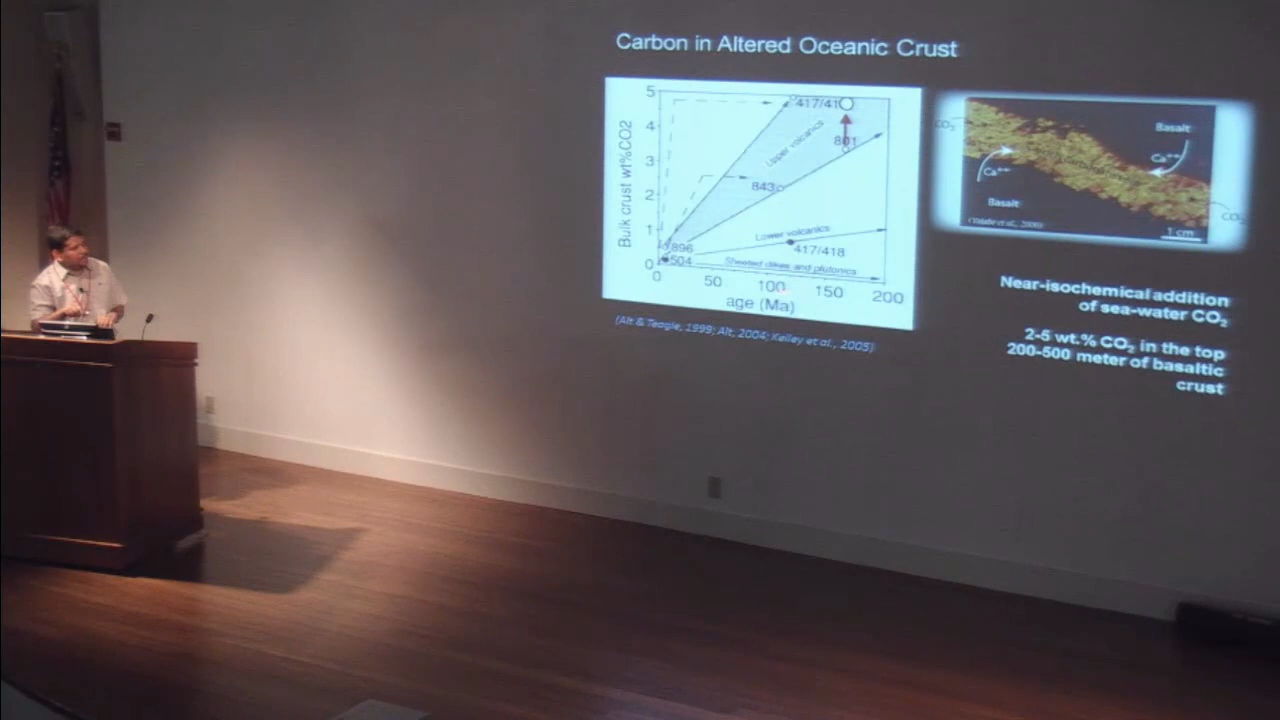 Carbon in Altered Oceanic Crust
Bulk crust wt%CO2
5
4
3
2
1
0
417/41
Upper volcanics
801
843
896
504
Lower volcanics
417/418
Sheeted dikes and plutonics
0
50
100
150
200
age (Ma)
(Alt & Teagle, 1999; Alt, 2004; Kelley et al., 2005)
CO₂
Basalt
Ca⁺⁺
Ca⁺⁺
Basalt
CO₂
1 cm
Near-isochemical addition
of sea-water CO₂
2-5 wt.% CO₂ in the top
200-500 meter of basaltic
crust